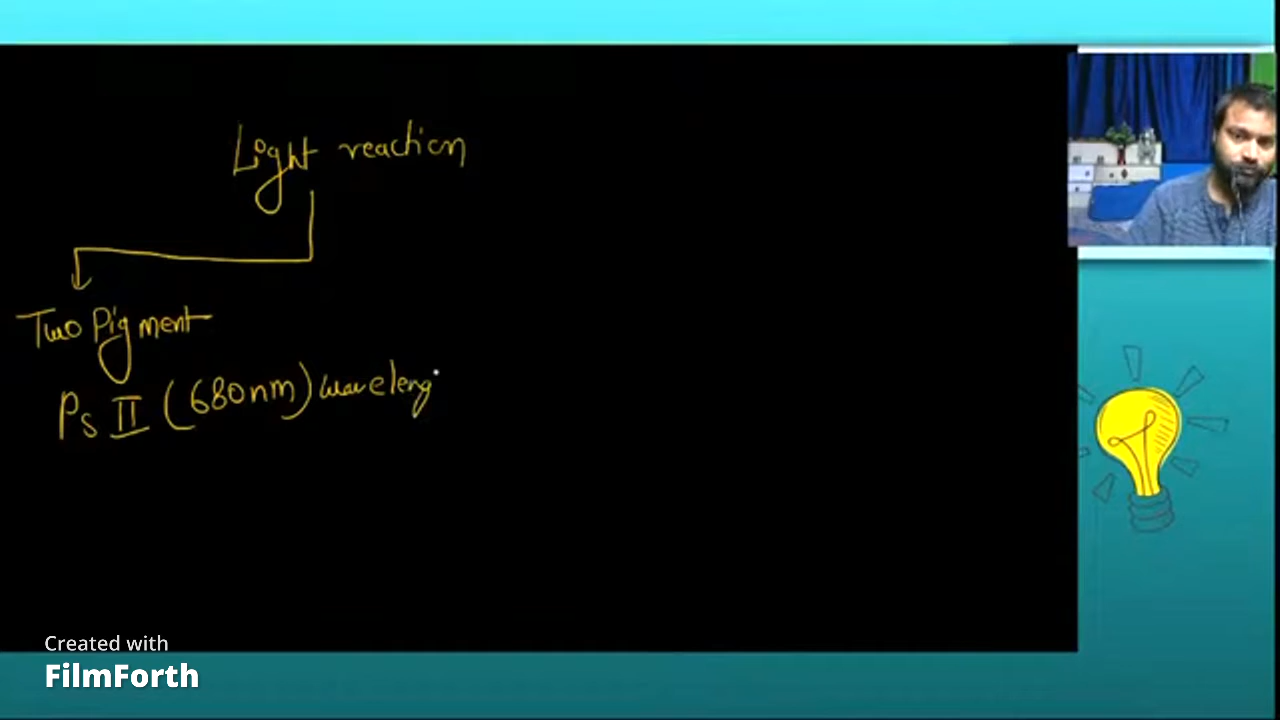 Light reaction
Two Pigment
Ps II (680nm) waveleng
Created with
FilmForth